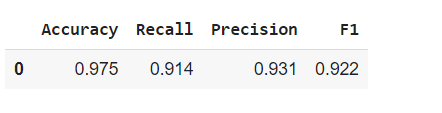 Accuracy Recall Precision F1
0 0.975 0.914 0.931 0.922